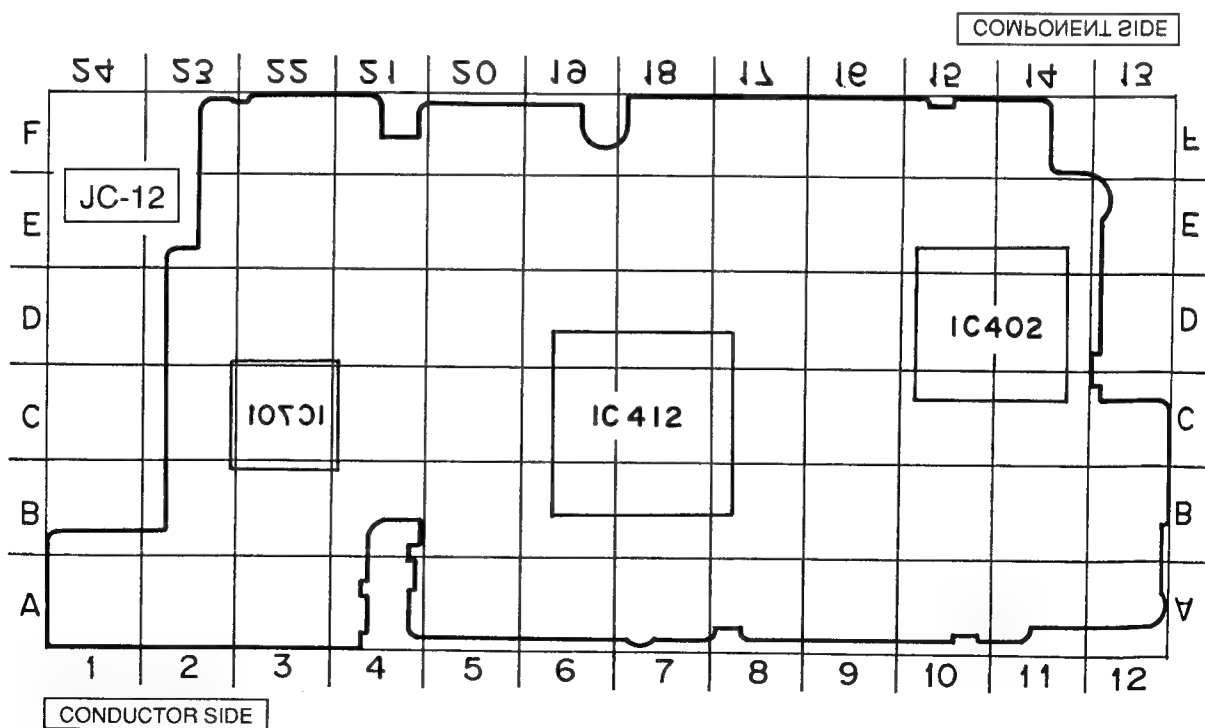 COMPONENT SIDE
24 23 22 21 20 19 18 17 16 15 14 13
F F
JC-12
E E
D IC402 D
C IC701 IC412 C
B B
A A
1 2 3 4 5 6 7 8 9 10 11 12
CONDUCTOR SIDE